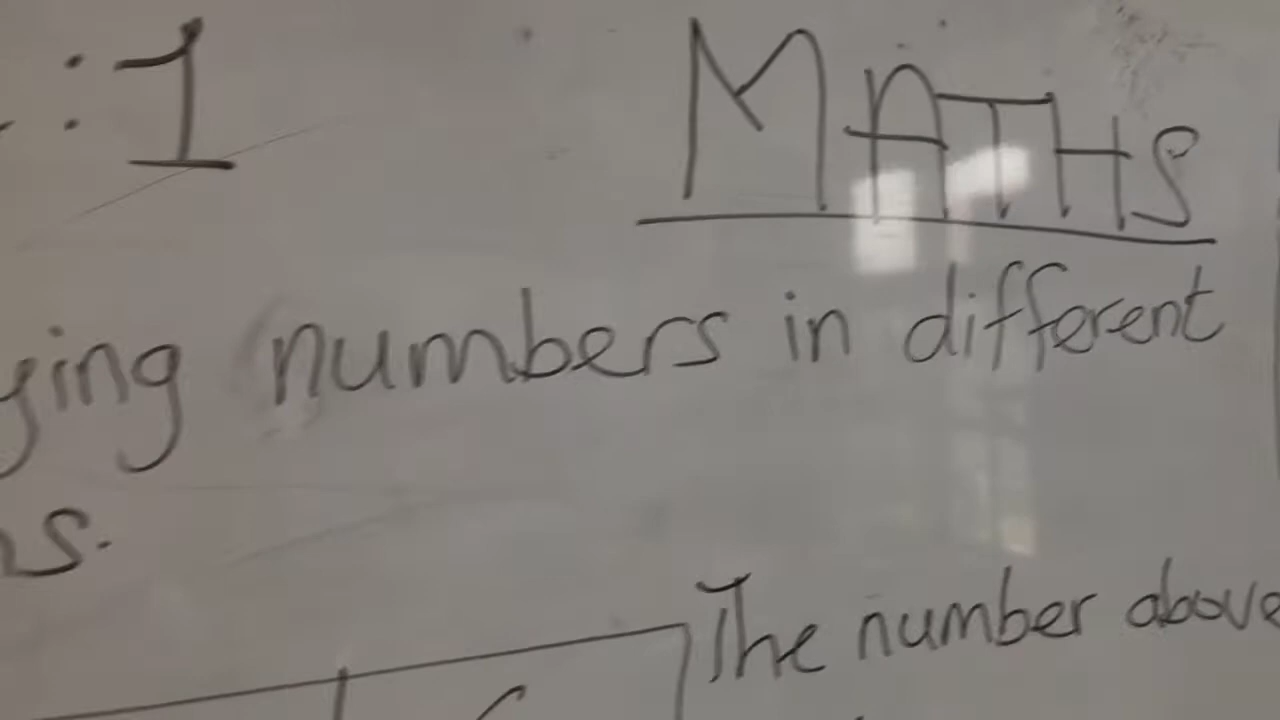 : 1 MATHS
ying numbers in different
s.
The number above